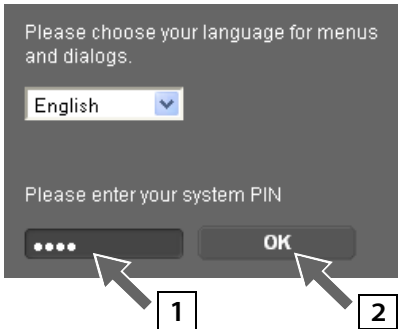 Please choose your language for menus
and dialogs.
English
Please enter your system PIN
●●●● OK
1 2